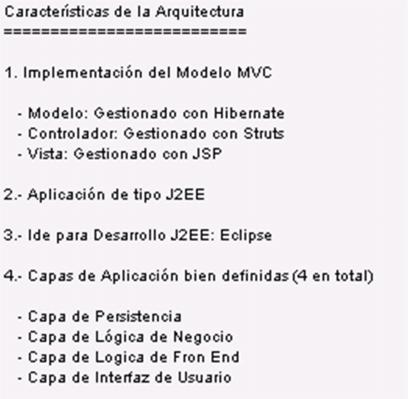 Características de la Arquitectura
==========================
1. Implementación del Modelo MVC
- Modelo: Gestionado con Hibernate
- Controlador: Gestionado con Struts
- Vista: Gestionado con JSP
2.- Aplicación de tipo J2EE
3.- Ide para Desarrollo J2EE: Eclipse
4.- Capas de Aplicación bien definidas (4 en total)
- Capa de Persistencia
- Capa de Lógica de Negocio
- Capa de Logica de Fron End
- Capa de Interfaz de Usuario